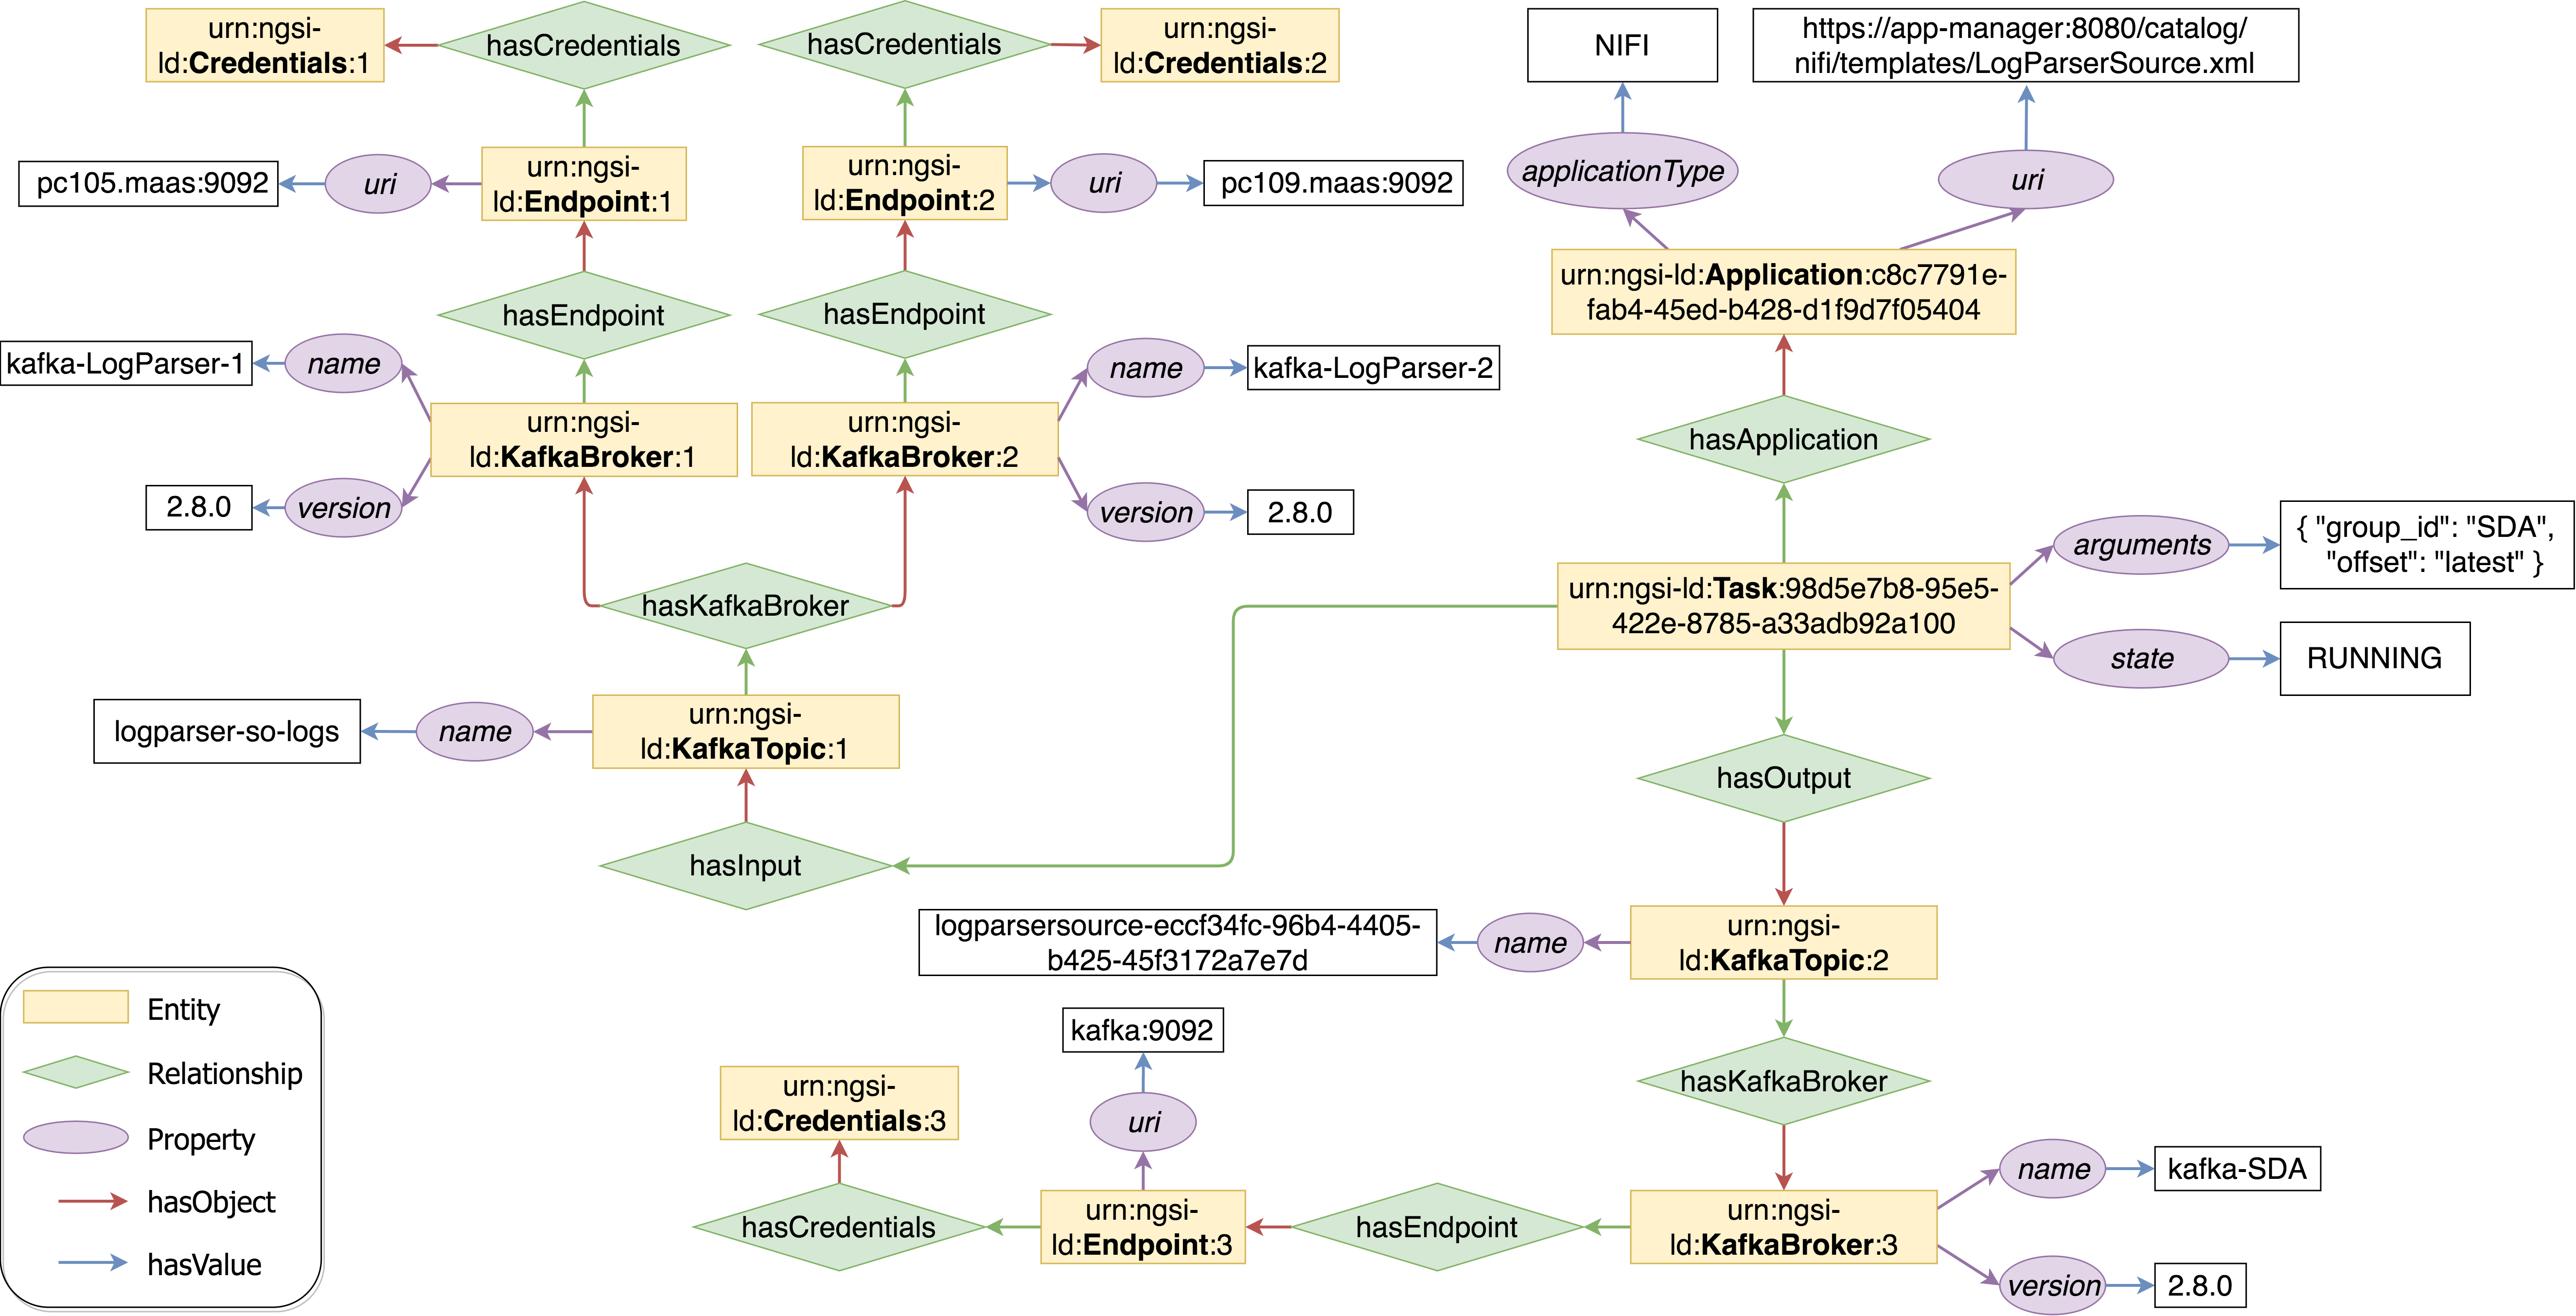 urn:ngsi-
ld:Credentials:1
hasCredentials
hasCredentials
urn:ngsi-
ld:Credentials:2
NIFI
https://app-manager:8080/catalog/
nifi/templates/LogParserSource.xml
pc105.maas:9092
uri
urn:ngsi-
ld:Endpoint:1
urn:ngsi-
ld:Endpoint:2
uri
pc109.maas:9092
applicationType
uri
hasEndpoint
hasEndpoint
urn:ngsi-ld:Application:c8c7791e-
fab4-45ed-b428-d1f9d7f05404
kafka-LogParser-1
name
name
kafka-LogParser-2
urn:ngsi-
ld:KafkaBroker:1
urn:ngsi-
ld:KafkaBroker:2
hasApplication
2.8.0
version
version
2.8.0
arguments
{ "group_id": "SDA",
"offset": "latest" }
hasKafkaBroker
urn:ngsi-ld:Task:98d5e7b8-95e5-
422e-8785-a33adb92a100
state
RUNNING
logparser-so-logs
name
urn:ngsi-
ld:KafkaTopic:1
hasOutput
hasInput
logparsersource-eccf34fc-96b4-4405-
b425-45f3172a7e7d
name
urn:ngsi-
ld:KafkaTopic:2
kafka:9092
hasKafkaBroker
urn:ngsi-
ld:Credentials:3
uri
name
kafka-SDA
hasCredentials
urn:ngsi-
ld:Endpoint:3
hasEndpoint
urn:ngsi-
ld:KafkaBroker:3
version
2.8.0
Entity
Relationship
Property
hasObject
hasValue